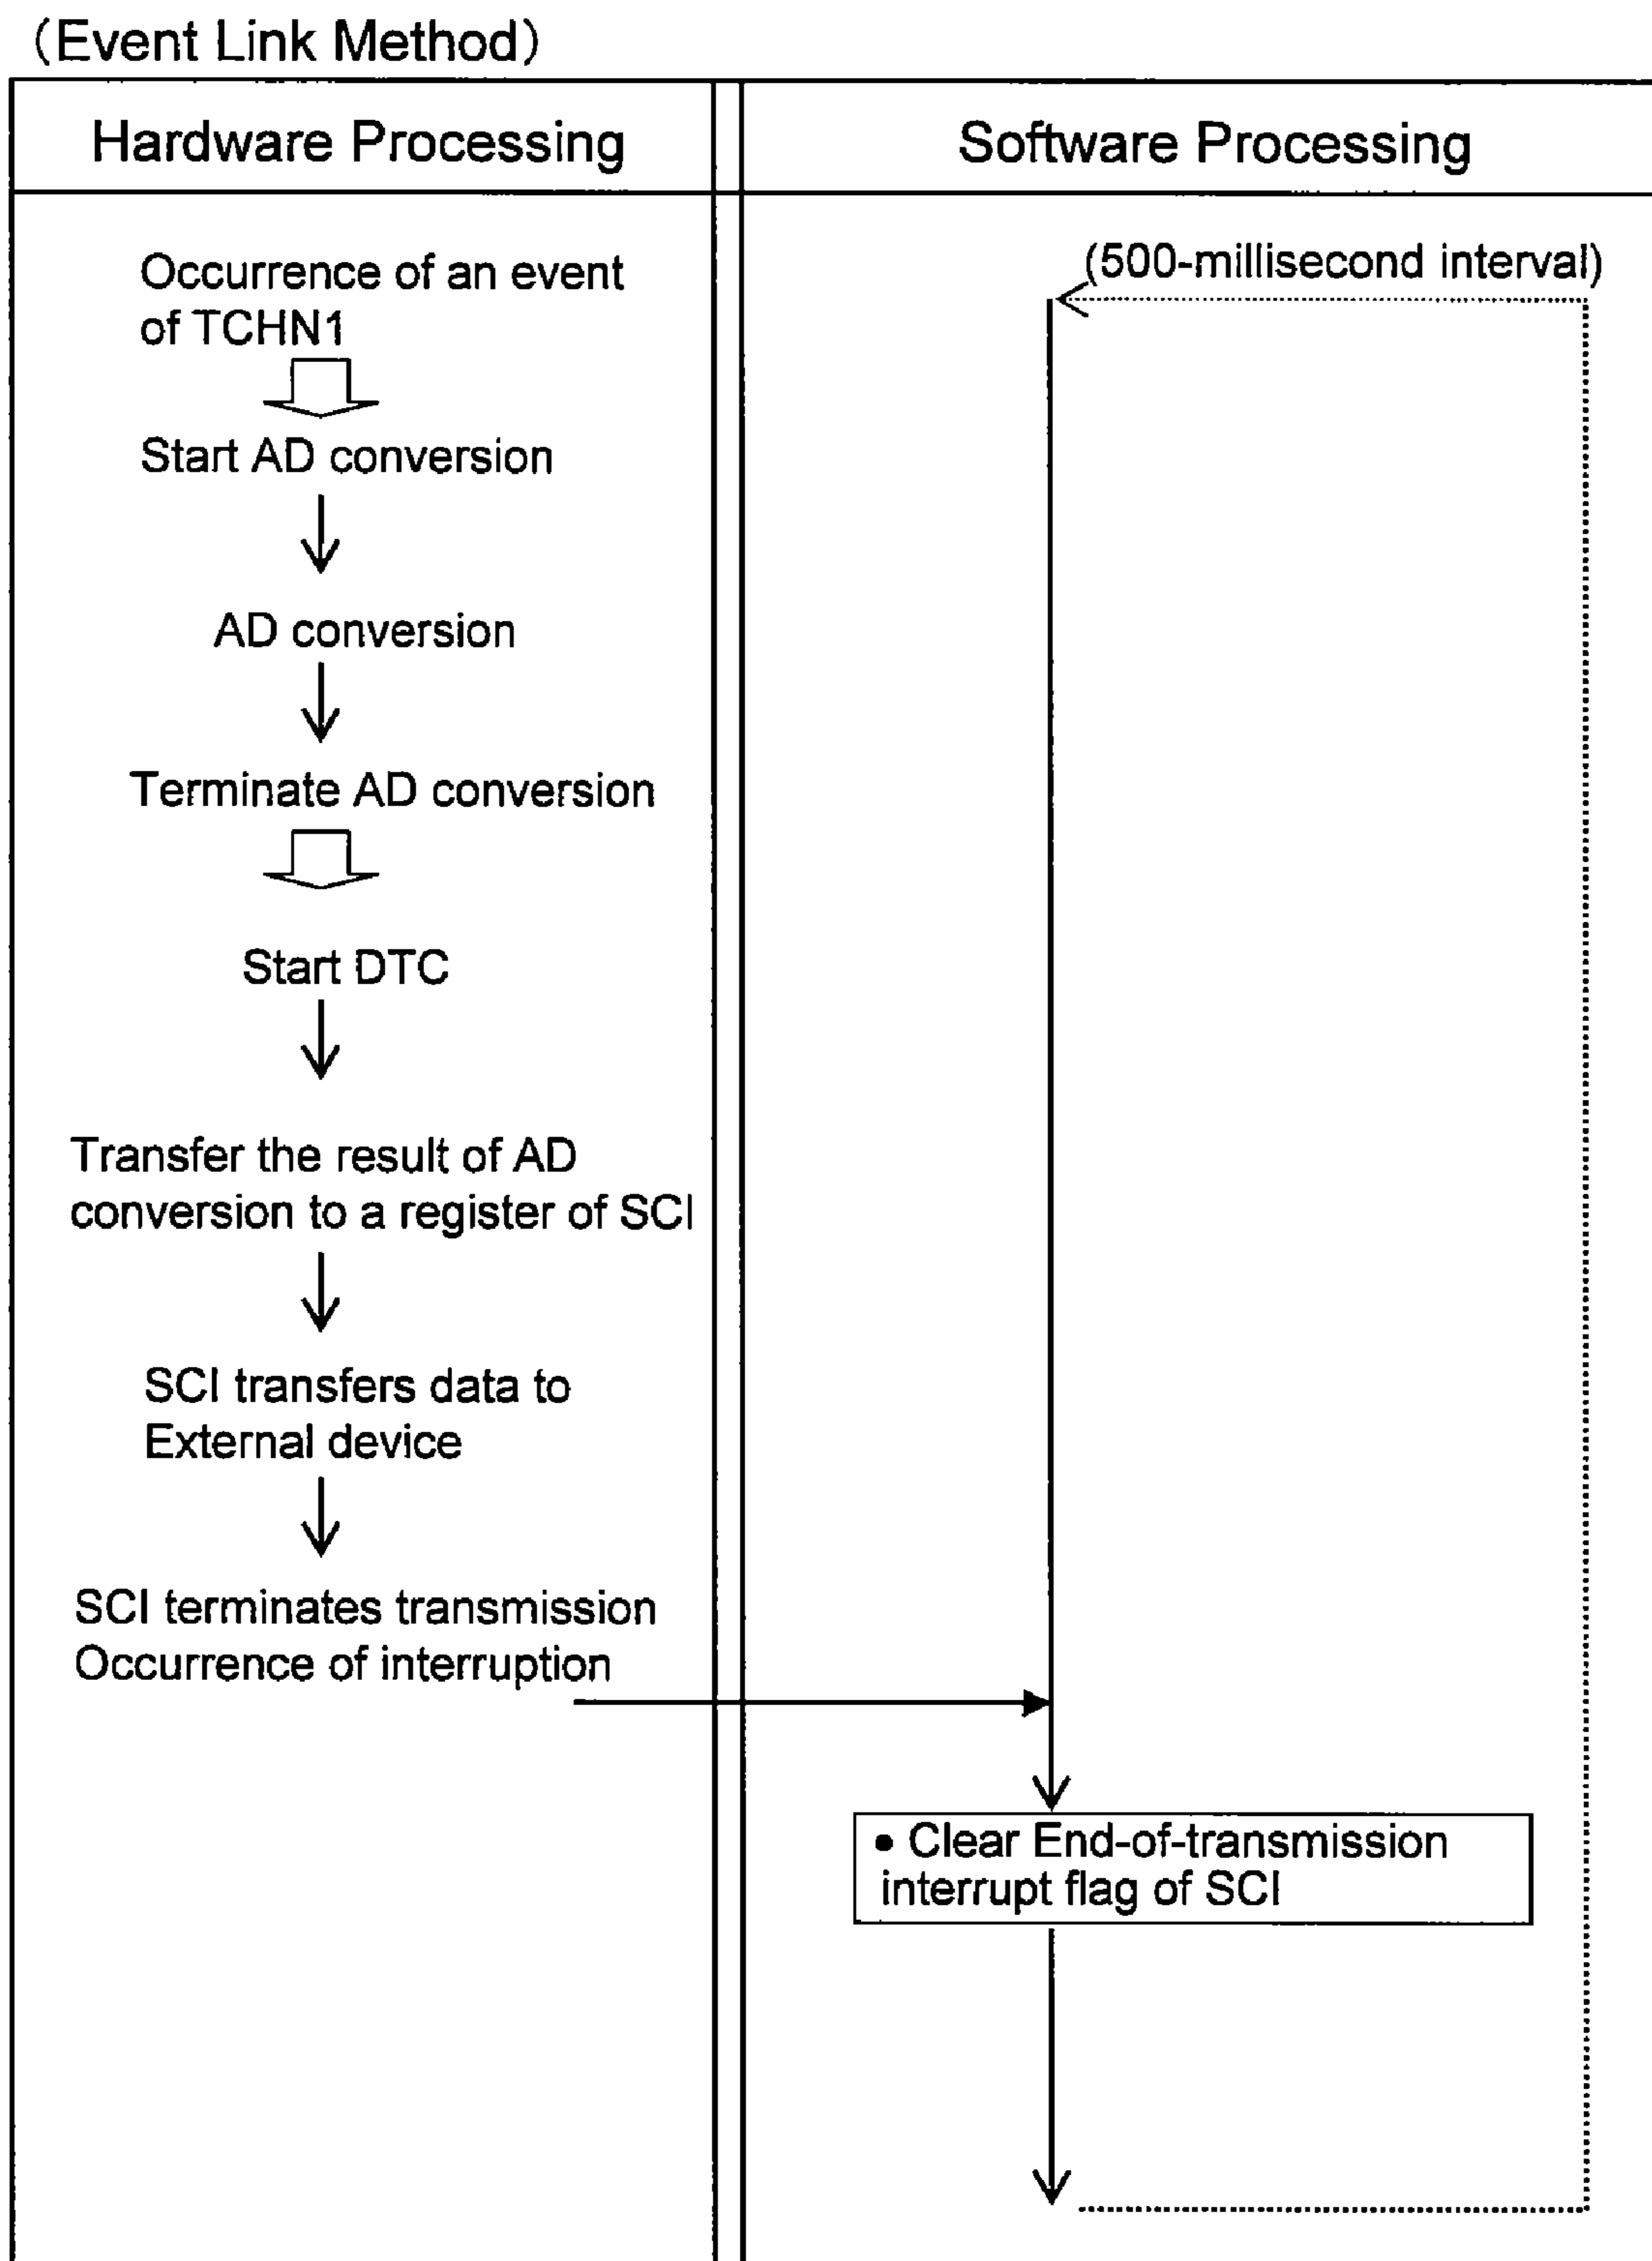 (Event Link Method)
Hardware Processing
Software Processing
Occurrence of an event
of TCHN1
Start AD conversion
AD conversion
Terminate AD conversion
Start DTC
Transfer the result of AD
conversion to a register of SCI
SCI transfers data to
External device
SCI terminates transmission
Occurrence of interruption
(500-millisecond interval)
• Clear End-of-transmission
interrupt flag of SCI